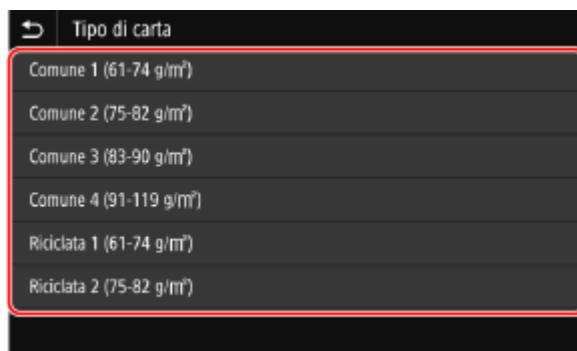 Tipo di carta
Comune 1 (61-74 g/m²)
Comune 2 (75-82 g/m²)
Comune 3 (83-90 g/m²)
Comune 4 (91-119 g/m²)
Riciclata 1 (61-74 g/m²)
Riciclata 2 (75-82 g/m²)